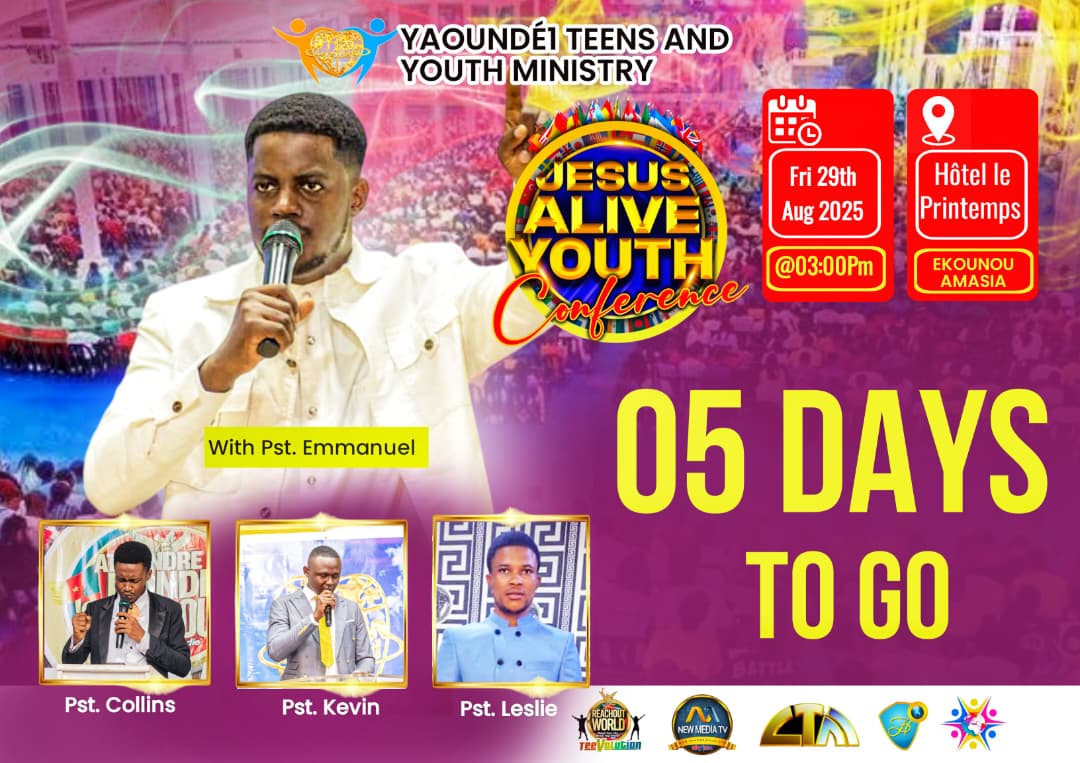 YAOUNDÉ1 TEENS AND
YOUTH MINISTRY
JESUS
ALIVE
YOUTH
Conference
Fri 29th
Aug 2025
@03:00Pm
Hôtel le
Printemps
EKOUNOU
AMASIA
With Pst. Emmanuel
05 DAYS
TO GO
Pst. Collins
Pst. Kevin
Pst. Leslie
REACHOUT
WORLD
TEEVOLUTION
NEW MEDIA TV